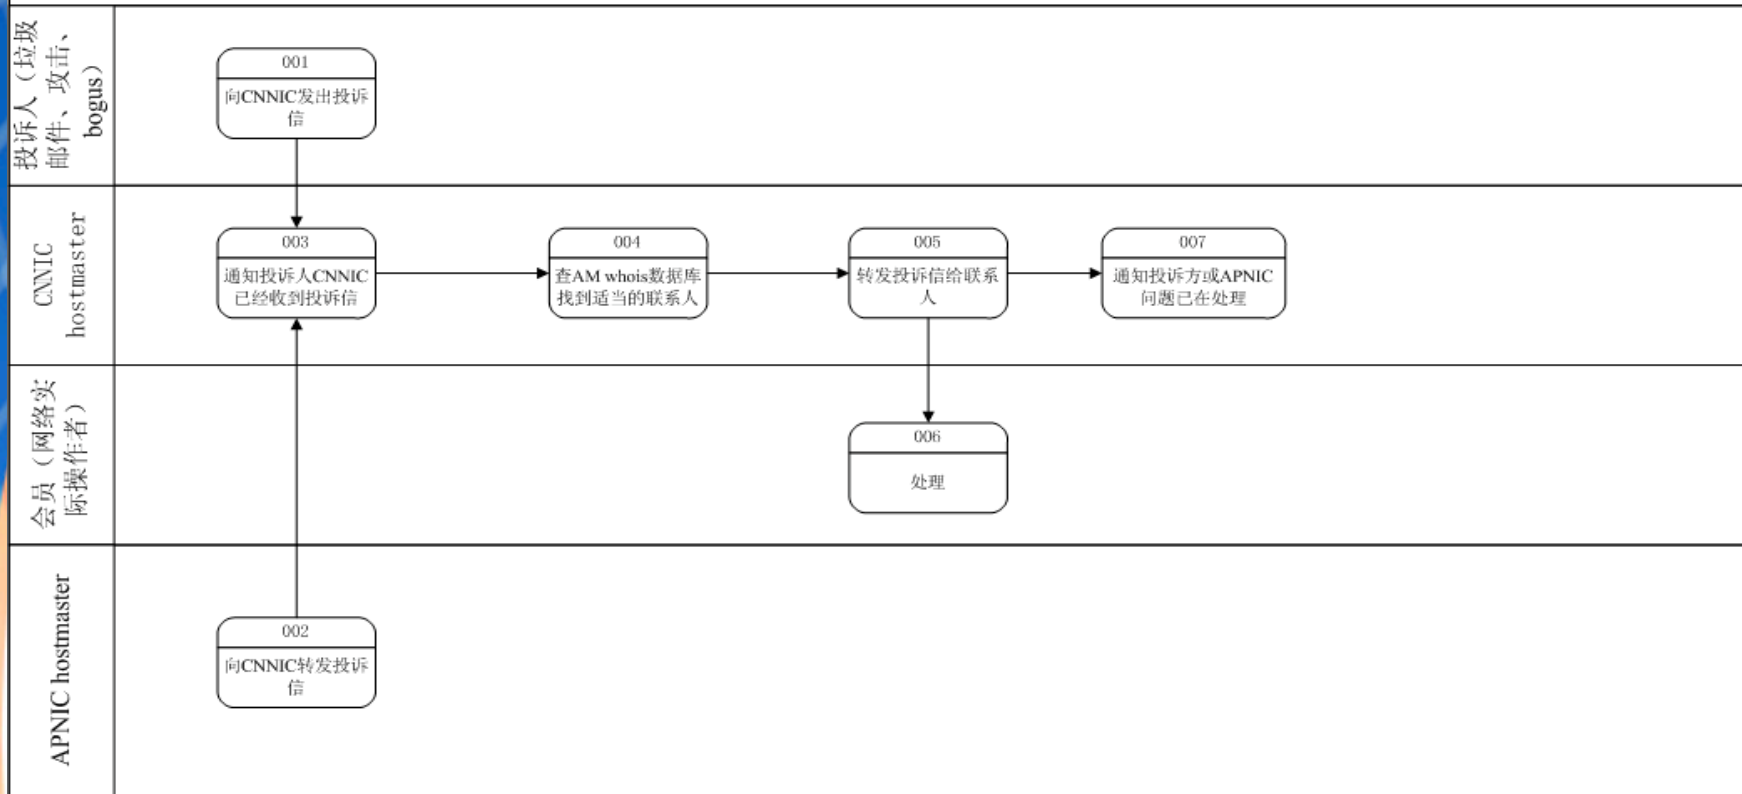 投诉人（垃圾
邮件、攻击、
bogus）
001
向CNNIC发出投诉
信
CNNIC
hostmaster
003
通知投诉人CNNIC
已经收到投诉信
004
查AM whois数据库
找到适当的联系人
005
转发投诉信给联系
人
007
通知投诉方或APNIC
问题已在处理
会员（网络实
际操作者）
006
处理
APNIC hostmaster
002
向CNNIC转发投诉
信